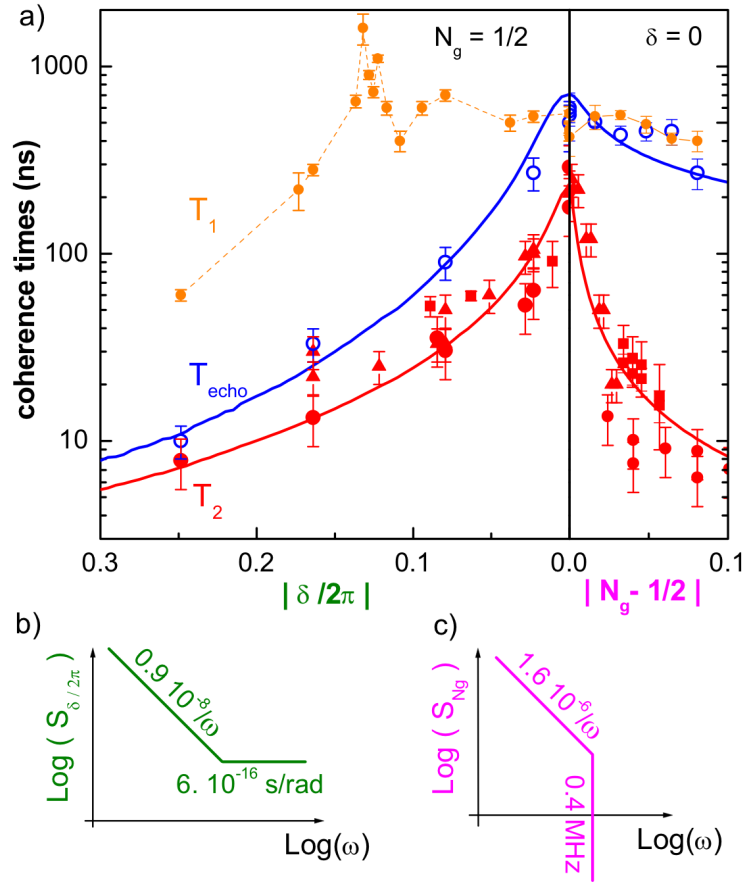 a)
N_g = 1/2
δ = 0
1000
100
10
coherence times (ns)
T_1
T_echo
T_2
0.3
0.2
0.1
0.0
0.1
| δ /2π |
| N_g - 1/2 |
b)
c)
Log ( S_δ / 2π )
0.9 10^-8/ω
6. 10^-16 s/rad
Log(ω)
Log ( S_Ng )
1.6 10^-6/ω
0.4 MHz
Log(ω)